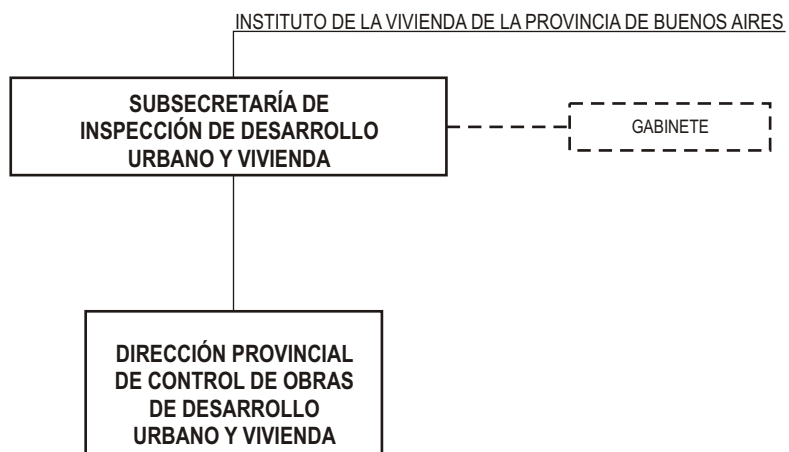 INSTITUTO DE LA VIVIENDA DE LA PROVINCIA DE BUENOS AIRES
SUBSECRETARÍA DE
INSPECCIÓN DE DESARROLLO
URBANO Y VIVIENDA
GABINETE
DIRECCIÓN PROVINCIAL
DE CONTROL DE OBRAS
DE DESARROLLO
URBANO Y VIVIENDA